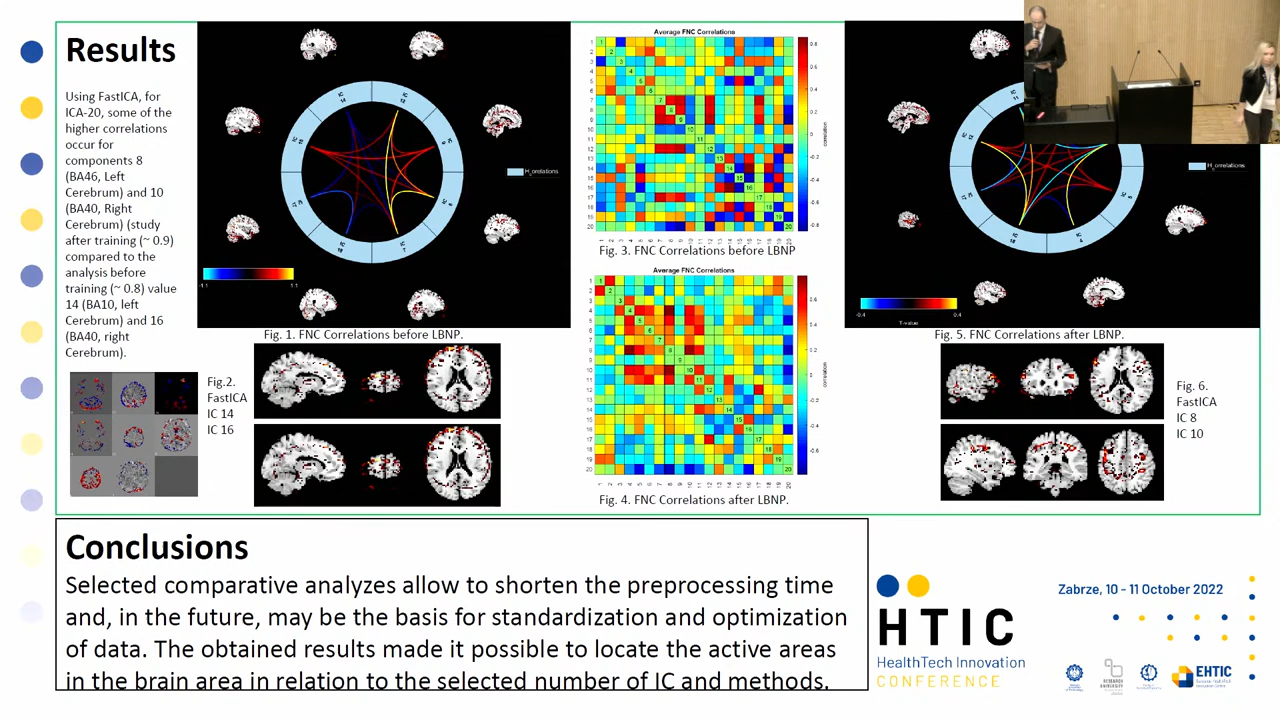 Results
Using FastICA, for
ICA-20, some of the
higher correlations
occur for
components 8
(BA46, Left
Cerebrum) and 10
(BA40, Right
Cerebrum) (study
after training (~ 0.9)
compared to the
analysis before
training (~ 0.8) value
14 (BA10, left
Cerebrum) and 16
(BA40, right
Cerebrum).
Fig. 1. FNC Correlations before LBNP.
Fig.2.
FastICA
IC 14
IC 16
Average FNC Correlations
correlation
Fig. 3. FNC Correlations before LBNP
Average FNC Correlations
correlation
Fig. 4. FNC Correlations after LBNP.
T-value
Fig. 5. FNC Correlations after LBNP.
Fig. 6.
FastICA
IC 8
IC 10
Conclusions
Selected comparative analyzes allow to shorten the preprocessing time
and, in the future, may be the basis for standardization and optimization
of data. The obtained results made it possible to locate the active areas
in the brain area in relation to the selected number of IC and methods.
HTIC
HealthTech Innovation
CONFERENCE
Zabrze, 10 - 11 October 2022
EHTIC